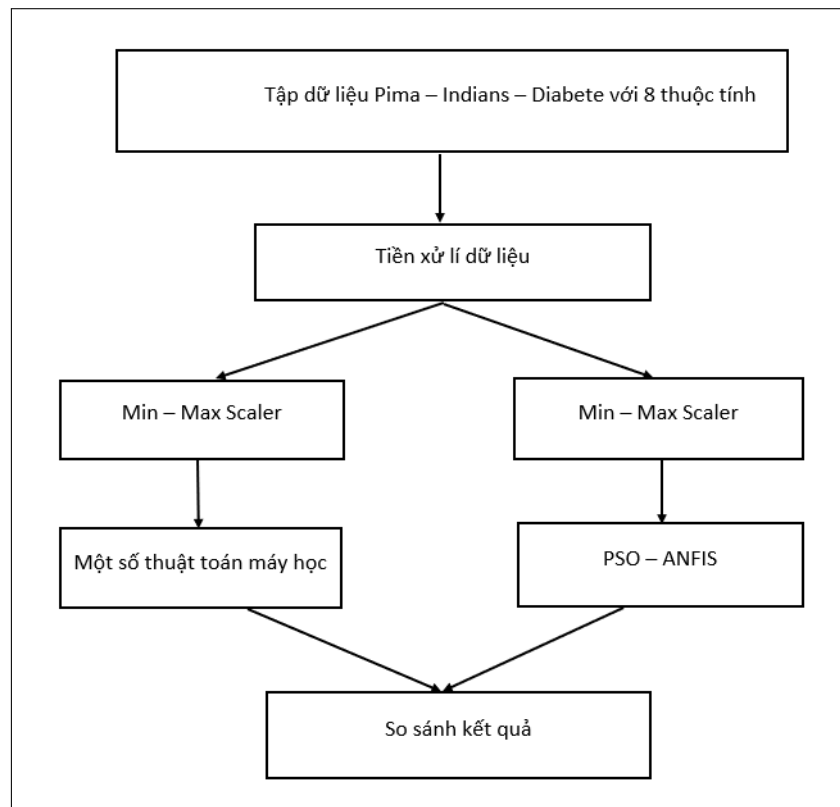 Tập dữ liệu Pima – Indians – Diabete với 8 thuộc tính
Tiền xử lí dữ liệu
Min – Max Scaler
Min – Max Scaler
Một số thuật toán máy học
PSO – ANFIS
So sánh kết quả